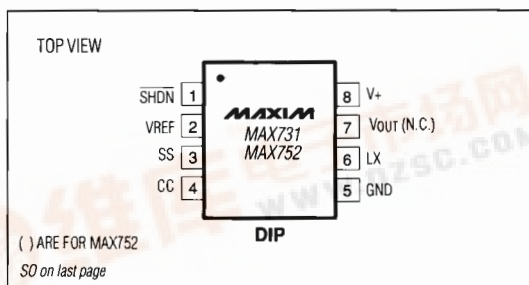 TOP VIEW
SHDN 1
VREF 2
SS 3
CC 4
MAXIM
MAX731
MAX752
8 V+
7 VOUT (N.C.)
6 LX
5 GND
DIP
( ) ARE FOR MAX752
SO on last page